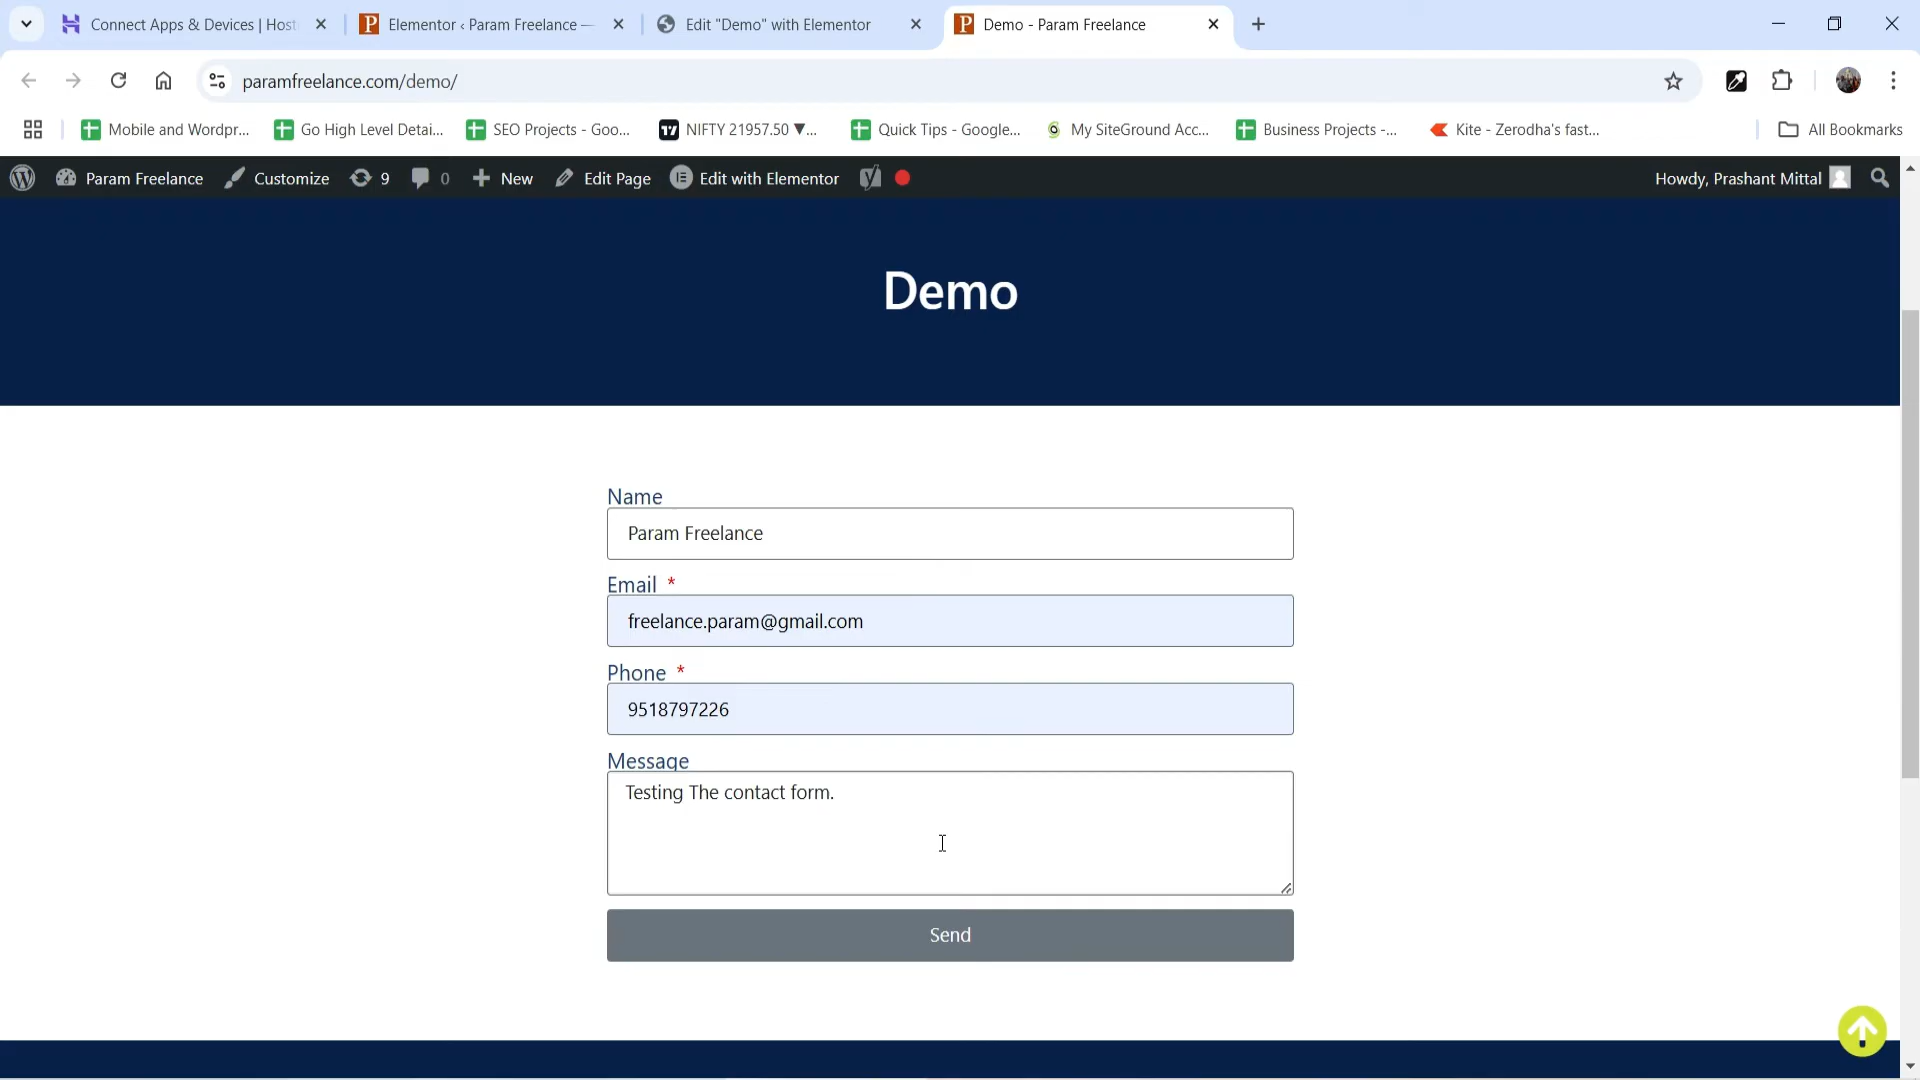 Connect Apps & Devices | Host
Elementor ‹ Param Freelance —
Edit "Demo" with Elementor
Demo - Param Freelance
paramfreelance.com/demo/
Mobile and Wordpr...
Go High Level Detai...
SEO Projects - Goo...
NIFTY 21957.50 ▼...
Quick Tips - Google...
My SiteGround Acc...
Business Projects -...
Kite - Zerodha's fast...
All Bookmarks
Param Freelance
Customize
9
0
New
Edit Page
Edit with Elementor
Howdy, Prashant Mittal
Demo
Name
Param Freelance
Email *
freelance.param@gmail.com
Phone *
9518797226
Message
Testing The contact form.
Send